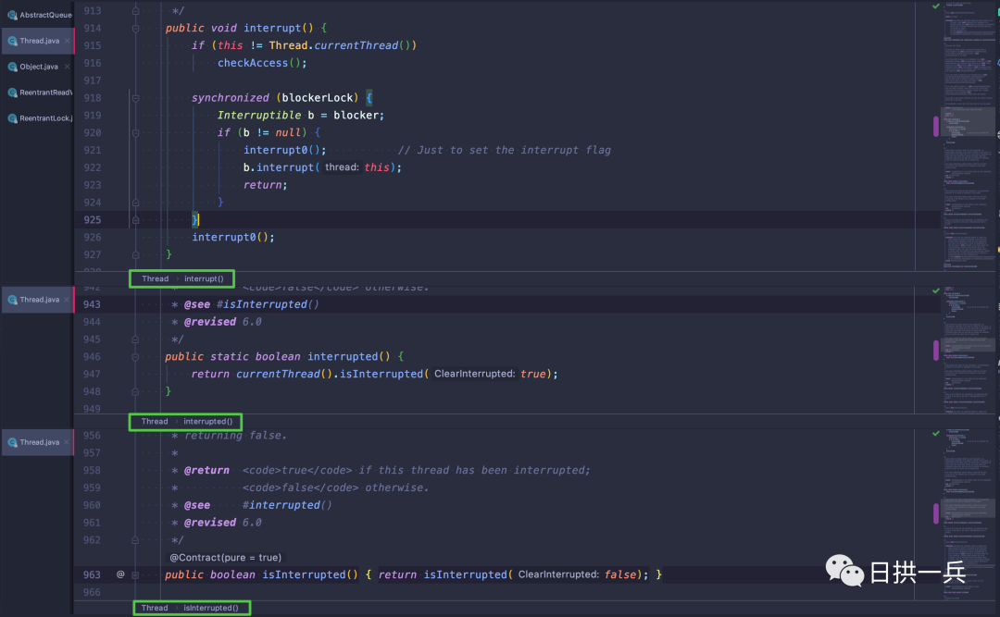 AbstractQueue
Thread.java
Object.java
ReentrantReadW
ReentrantLock.j
913 */
914 public void interrupt() {
915 if (this != Thread.currentThread())
916 checkAccess();
917
918 synchronized (blockerLock) {
919 Interruptible b = blocker;
920 if (b != null) {
921 interrupt0(); // Just to set the interrupt flag
922 b.interrupt( thread: this);
923 return;
924 }
925 }
926 interrupt0();
927 }
Thread › interrupt()
942 * <code>false</code> otherwise.
Thread.java
943 * @see #isInterrupted()
944 * @revised 6.0
945 */
946 public static boolean interrupted() {
947 return currentThread().isInterrupted( ClearInterrupted: true);
948 }
949
Thread › interrupted()
956 * returning false.
Thread.java
957 *
958 * @return <code>true</code> if this thread has been interrupted;
959 * <code>false</code> otherwise.
960 * @see #interrupted()
961 * @revised 6.0
962 */
@Contract(pure = true)
963 @ public boolean isInterrupted() { return isInterrupted( ClearInterrupted: false); }
966
Thread › isInterrupted()
日拱一兵